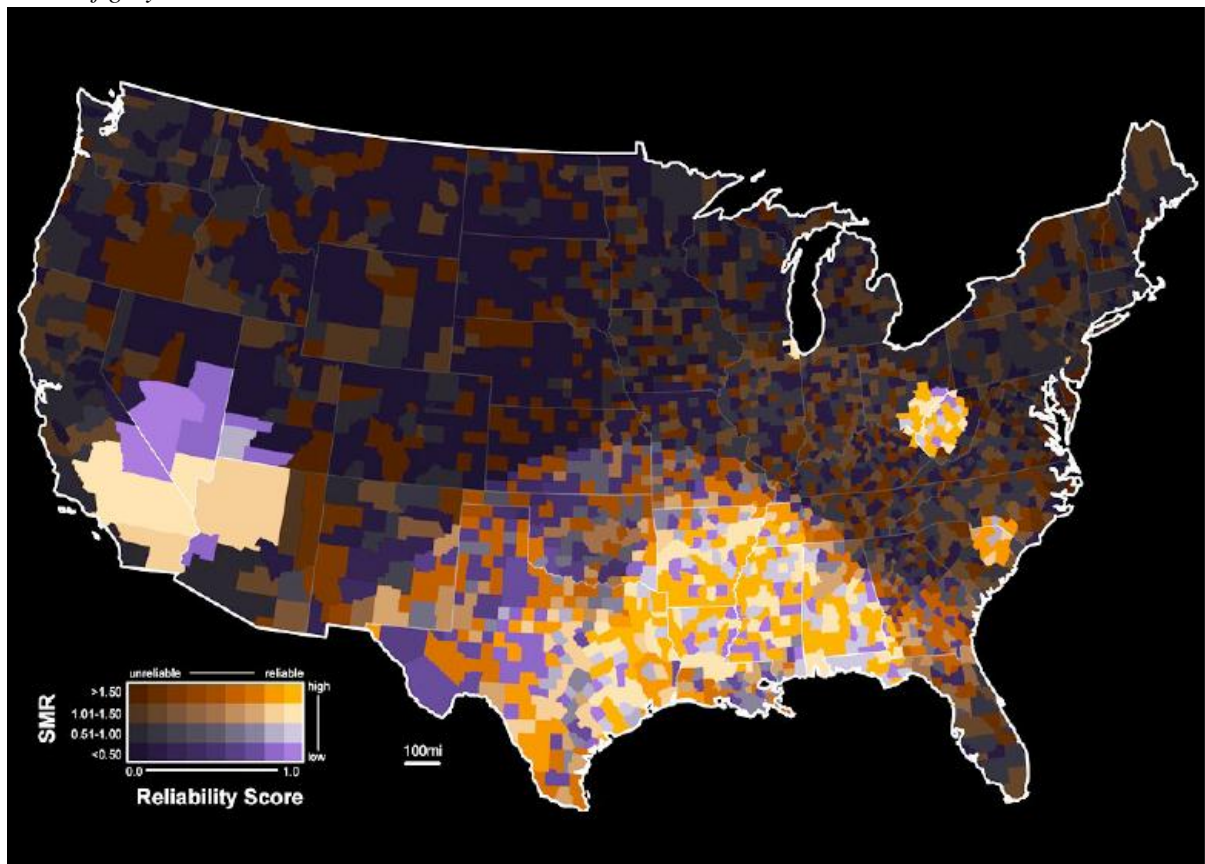 unreliable reliable
>1.50 high
1.01-1.50
0.51-1.00
<0.50 low
SMR
0.0 1.0
Reliability Score
100mi